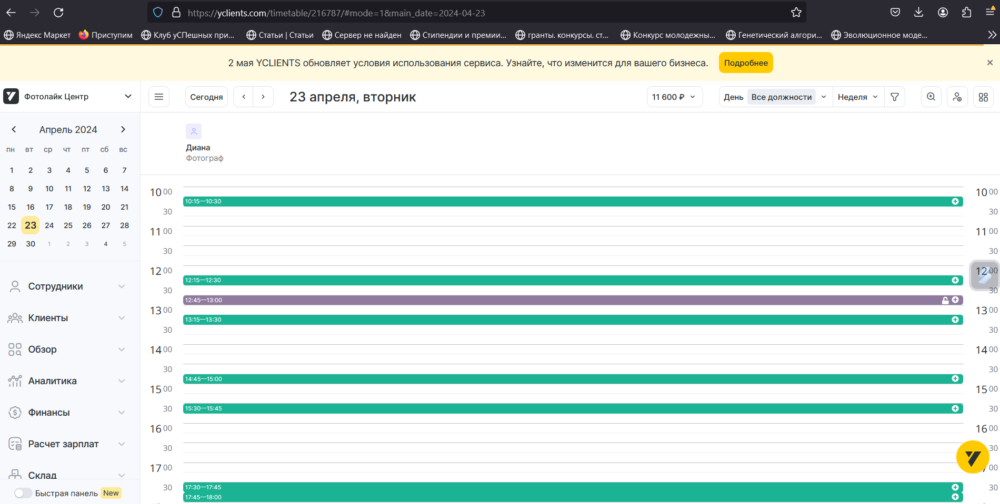 https://yclients.com/timetable/216787/#mode=1&main_date=2024-04-23
Яндекс Маркет
Приступим
Клуб уСПешных при...
Статьи | Статьи
Сервер не найден
Стипендии и премии...
гранты. конкурсы. ст...
Конкурс молодежны...
Генетический алгори...
Эволюционное моде...
2 мая YCLIENTS обновляет условия использования сервиса. Узнайте, что изменится для вашего бизнеса. Подробнее
Фотолайк Центр
Сегодня
23 апреля, вторник
11 600 ₽
День Все должности
Неделя
Апрель 2024
пн вт ср чт пт сб вс
1 2 3 4 5 6 7
8 9 10 11 12 13 14
15 16 17 18 19 20 21
22 23 24 25 26 27 28
29 30 1 2 3 4 5
Сотрудники
Клиенты
Обзор
Аналитика
Финансы
Расчет зарплат
Склад
Быстрая панель New
Диана
Фотограф
10 00 10 00
10:15—10:30
30 30
11 00 11 00
30 30
12 00 12 00
12:15—12:30
30 30
12:45—13:00
13 00 13 00
13:15—13:30
30 30
14 00 14 00
30 30
14:45—15:00
15 00 15 00
30 15:30—15:45 30
16 00 16 00
30 30
17 00 00
30 17:30—17:45 30
17:45—18:00